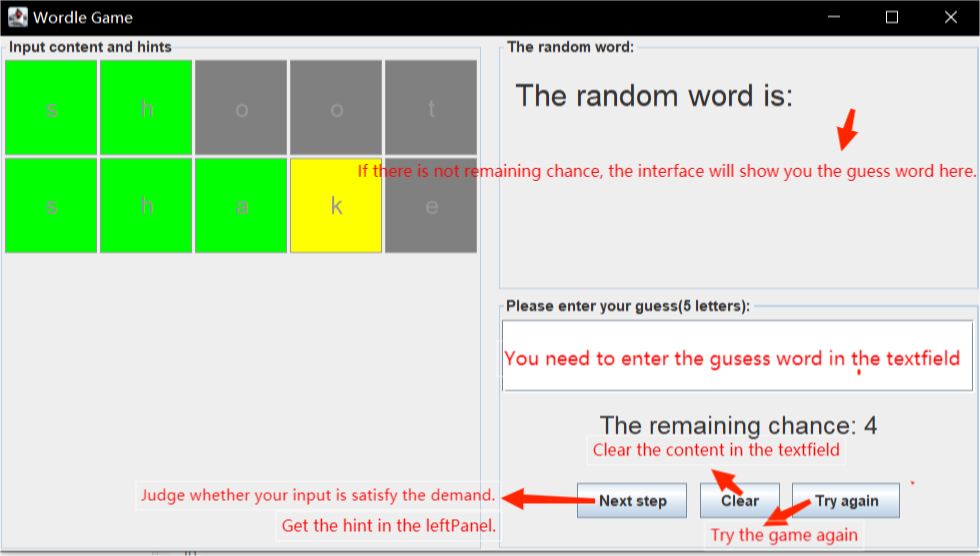 Wordle Game
Input content and hints
s h o o t
s h a k e
The random word:
The random word is:
If there is not remaining chance, the interface will show you the guess word here.
Please enter your guess(5 letters):
You need to enter the gusess word in the textfield
The remaining chance: 4
Clear the content in the textfield
Judge whether your input is satisfy the demand.
Get the hint in the leftPanel.
Next step
Clear
Try again
Try the game again